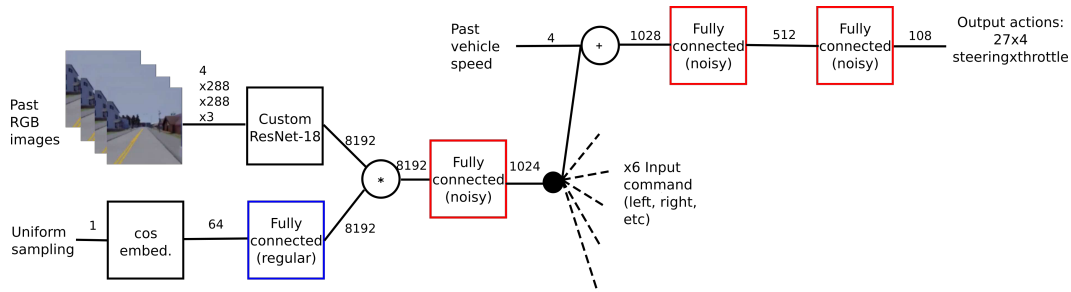 Past
RGB
images
4
x288
x288
x3
Custom
ResNet-18
8192
Uniform
sampling
1
cos
embed.
64
Fully
connected
(regular)
8192
*
8192
Fully
connected
(noisy)
1024
x6 Input
command
(left, right,
etc)
Past
vehicle
speed
4
+
1028
Fully
connected
(noisy)
512
Fully
connected
(noisy)
108
Output actions:
27x4
steeringxthrottle